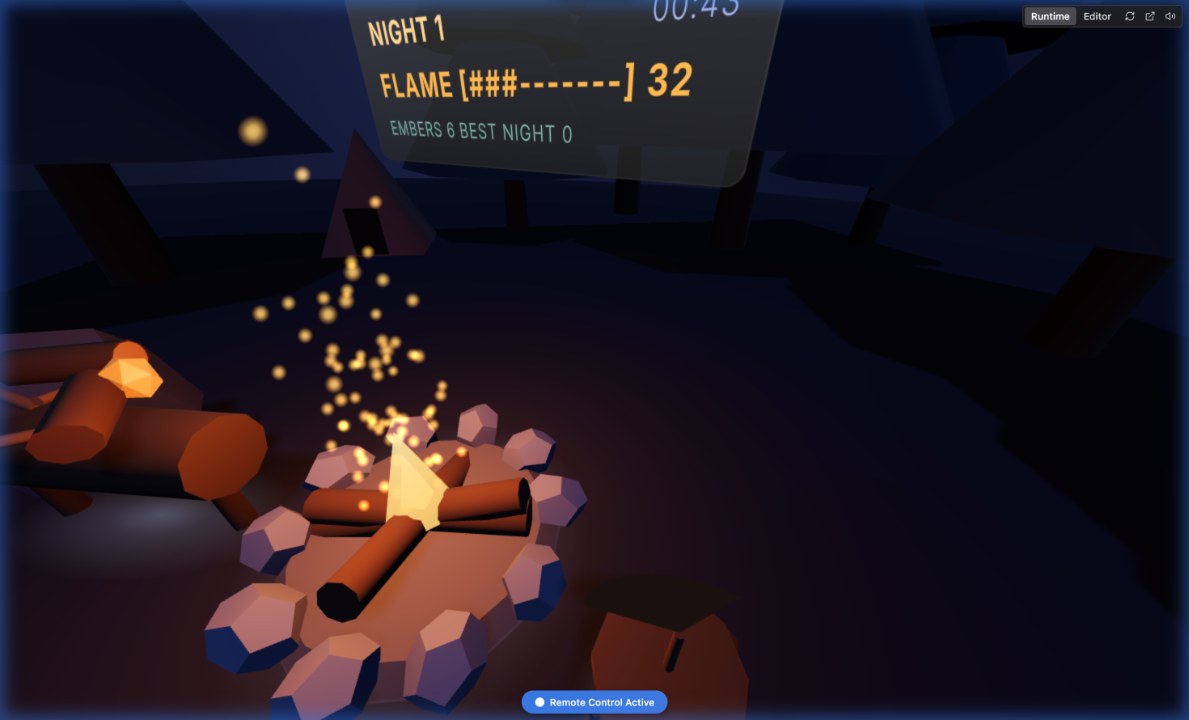 Runtime Editor
00:43
NIGHT 1
FLAME [###-------] 32
EMBERS 6 BEST NIGHT 0
Remote Control Active